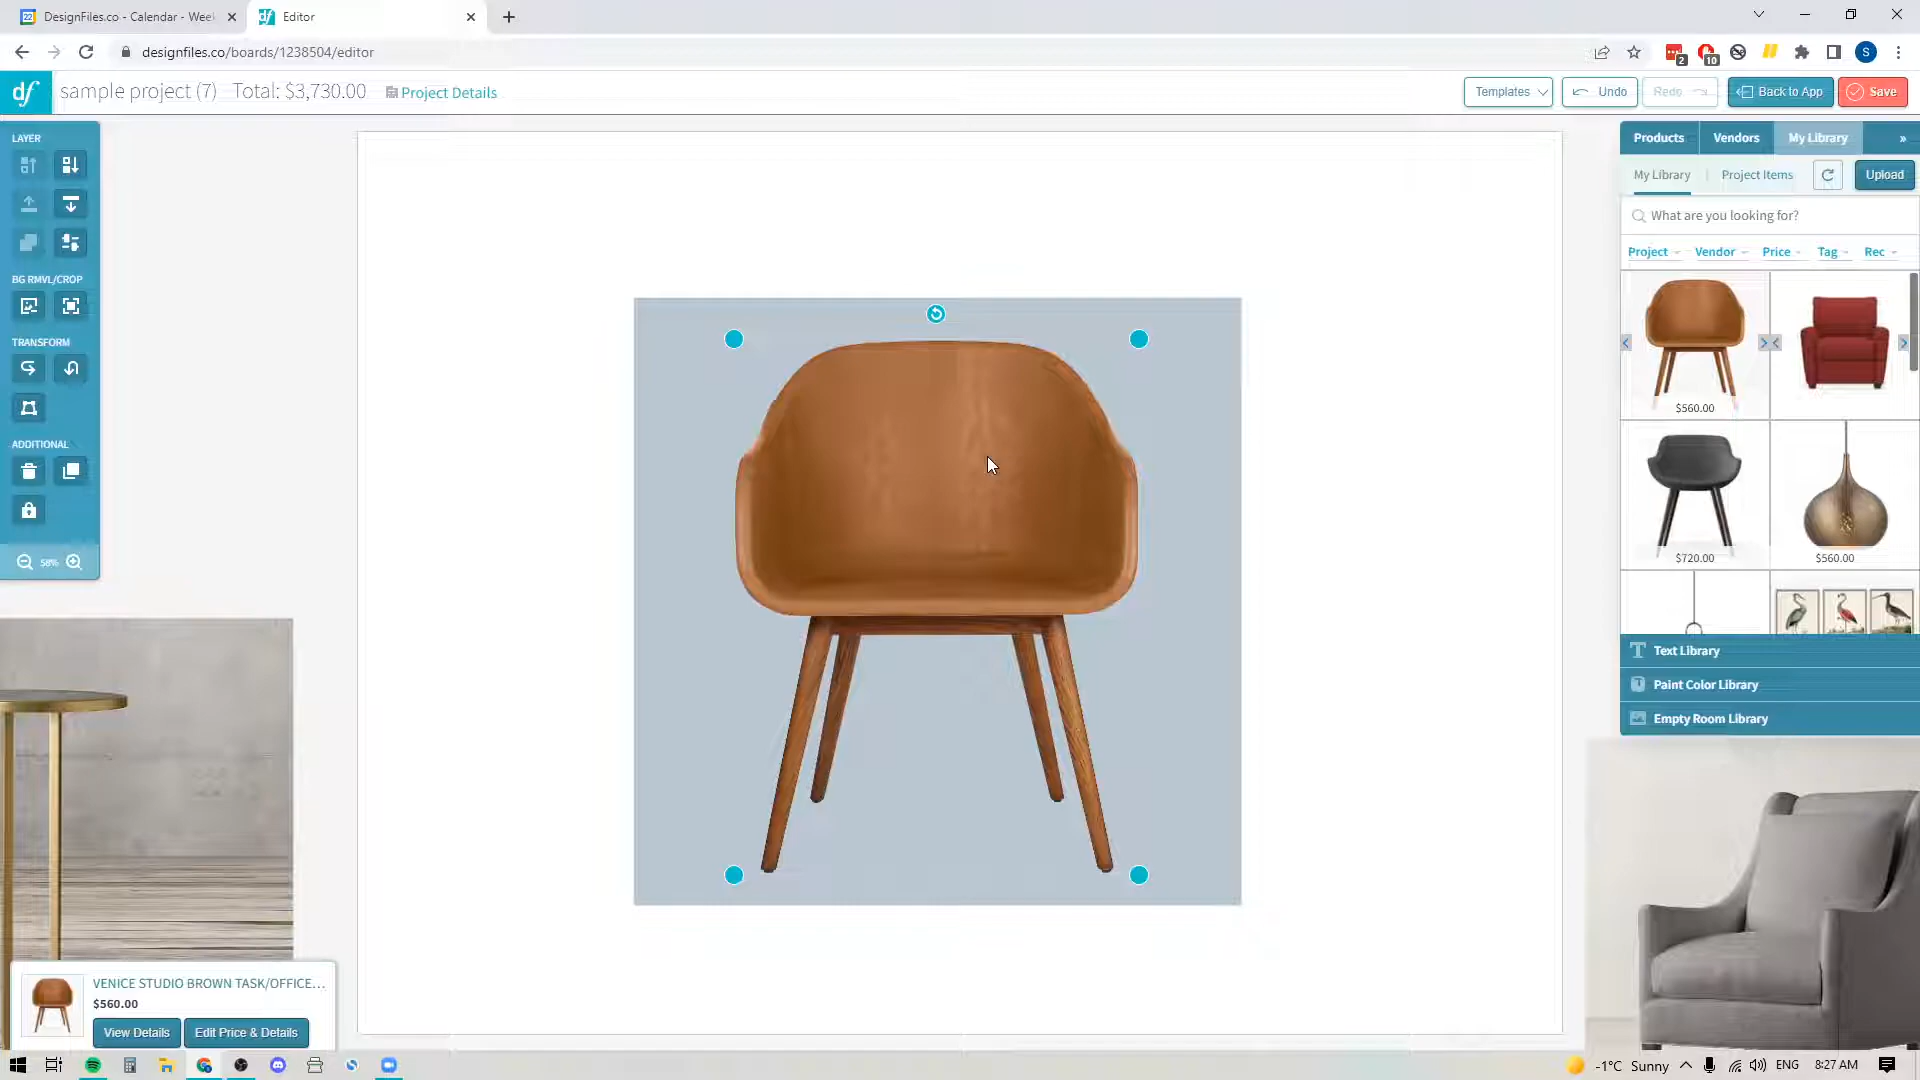 DesignFiles.co - Calendar - Wee
Editor
designfiles.co/boards/1238504/editor
2
10
S
df
sample project (7) Total: $3,730.00 Project Details
Templates
Undo
Redo
Back to App
Save
LAYER
BG RMVL/CROP
TRANSFORM
ADDITIONAL
58%
Products
Vendors
My Library
»
My Library
Project Items
Upload
What are you looking for?
Project
Vendor
Price
Tag
Rec
$560.00
$720.00
$560.00
Text Library
Paint Color Library
Empty Room Library
VENICE STUDIO BROWN TASK/OFFICE...
$560.00
View Details
Edit Price & Details
-1°C Sunny
ENG
8:27 AM